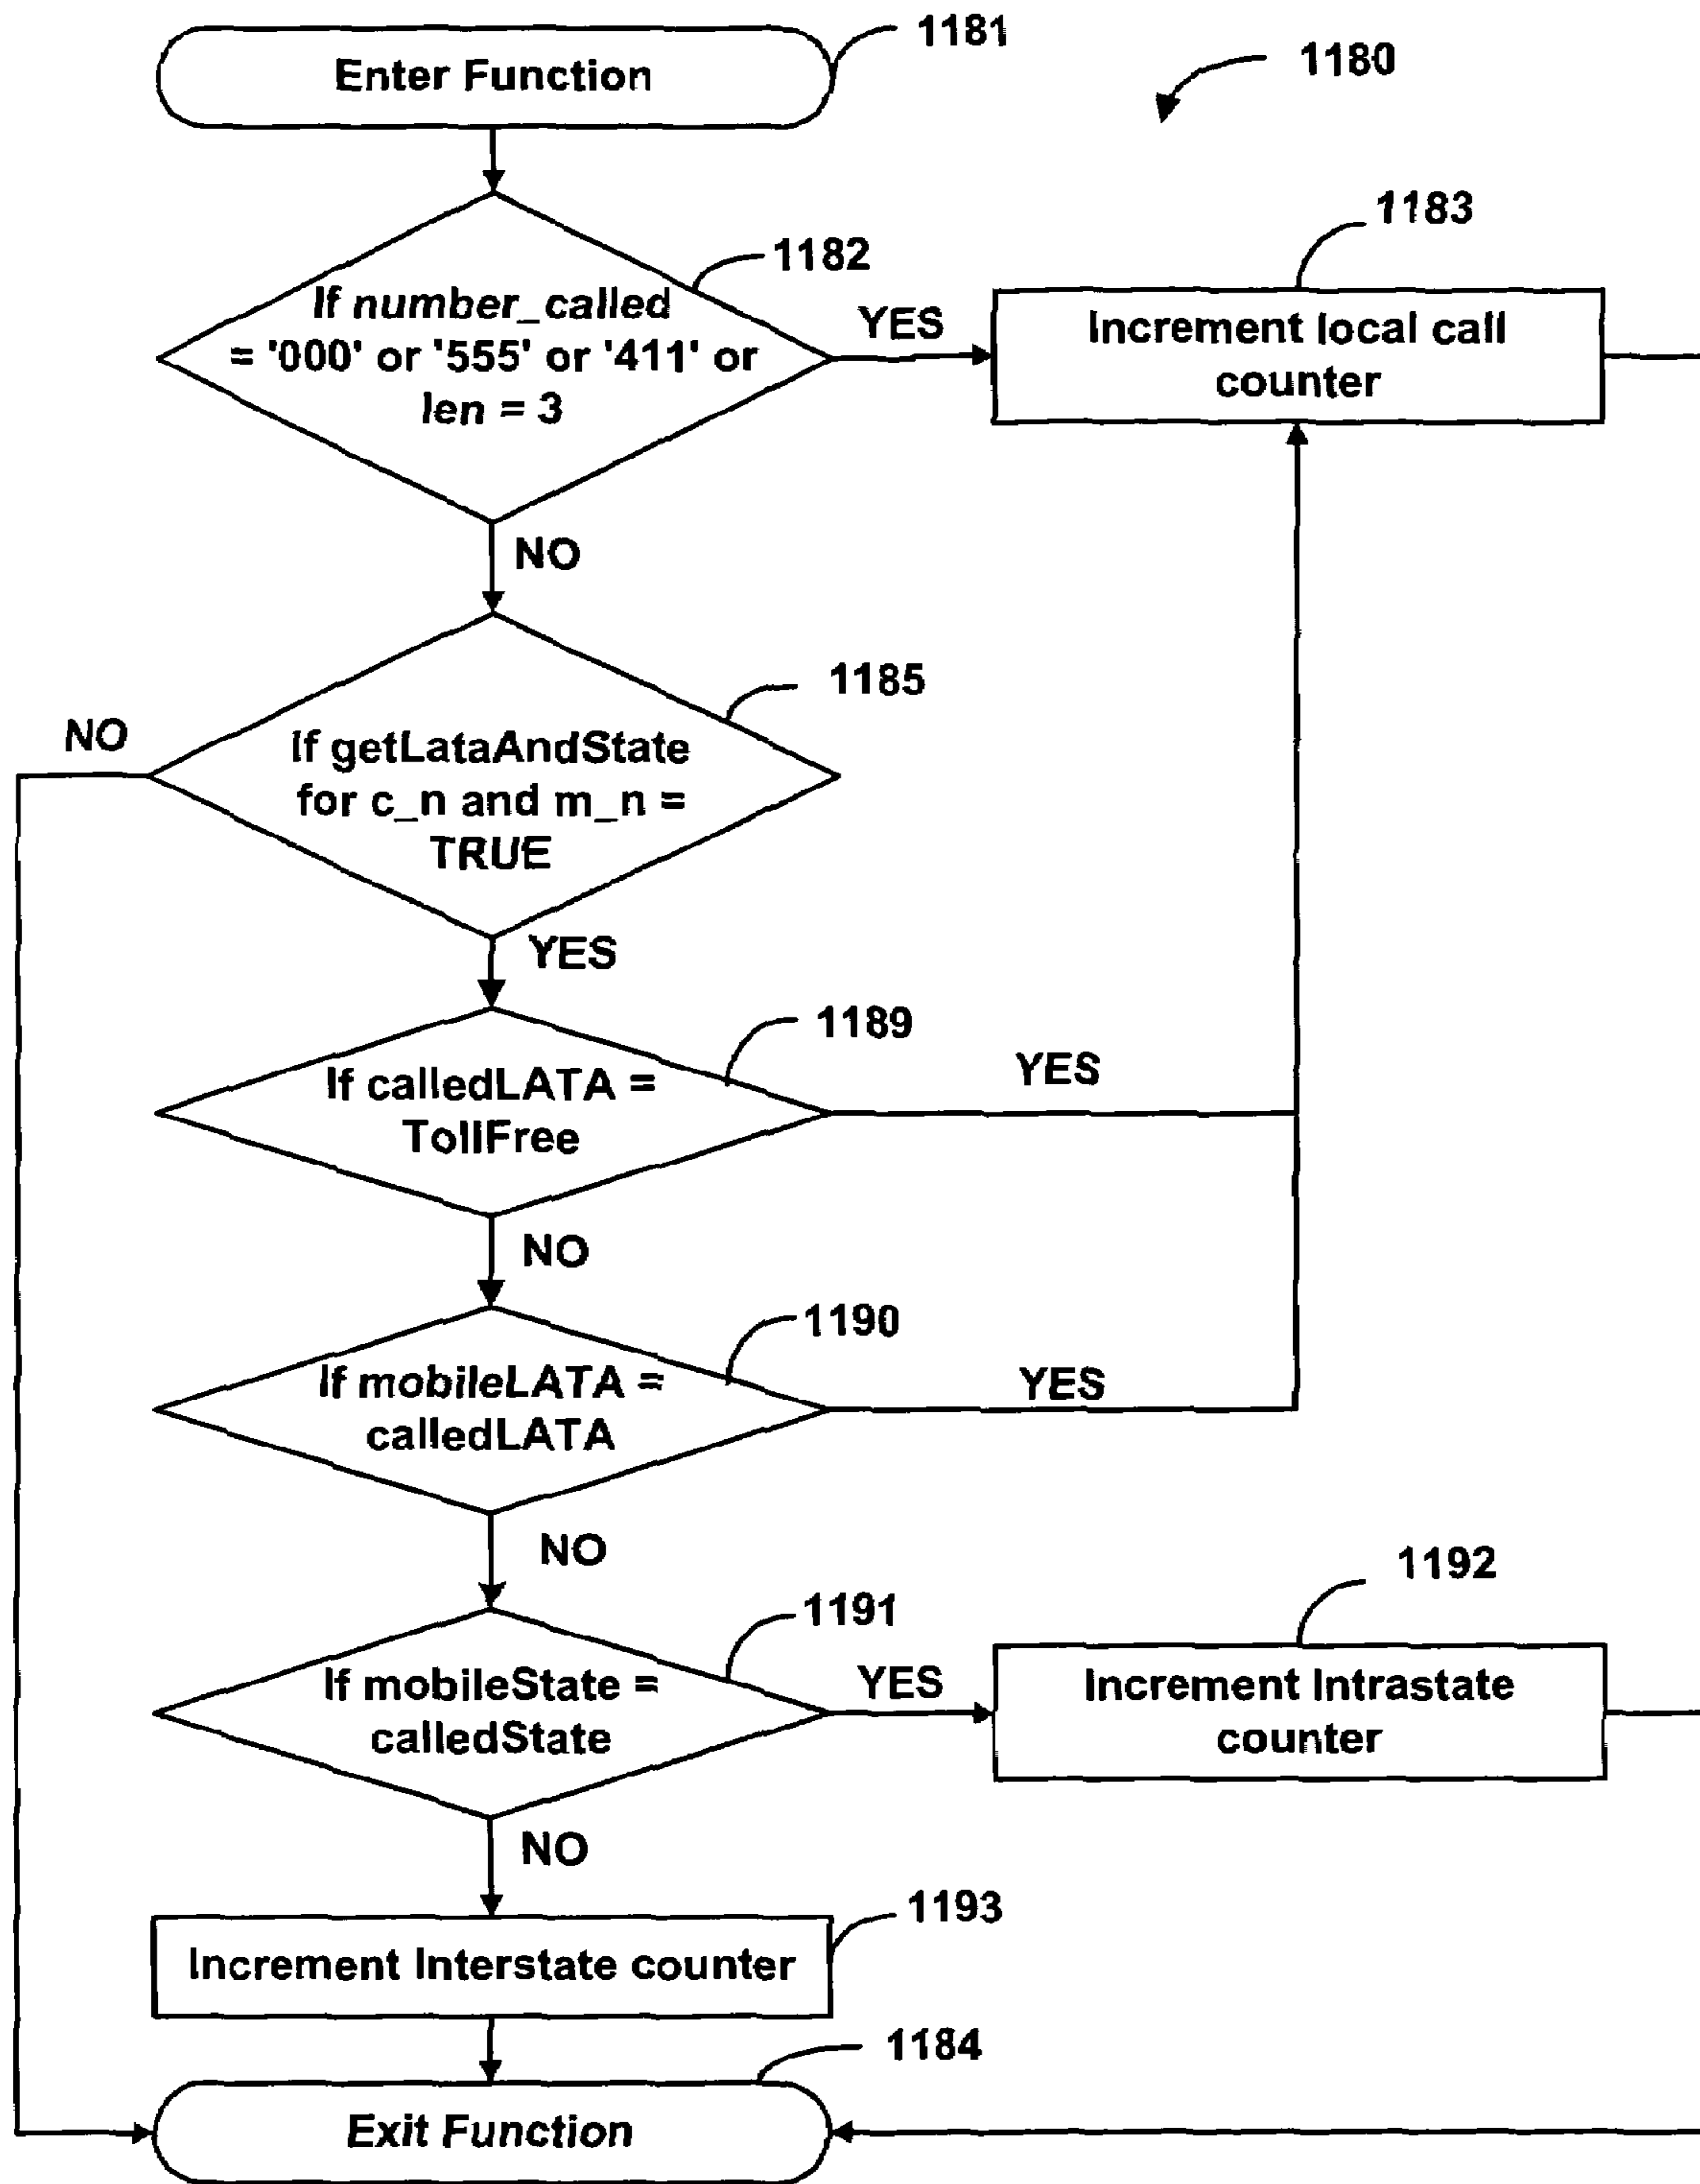 1181
Enter Function
1180
1182
If number_called
= '000' or '555' or '411' or
len = 3
YES
1183
Increment local call
counter
NO
1185
NO
If getLataAndState
for c_n and m_n =
TRUE
YES
1189
If calledLATA =
TollFree
YES
NO
1190
If mobileLATA =
calledLATA
YES
NO
1191
If mobileState =
calledState
YES
1192
Increment Intrastate
counter
NO
1193
Increment Interstate counter
1184
Exit Function